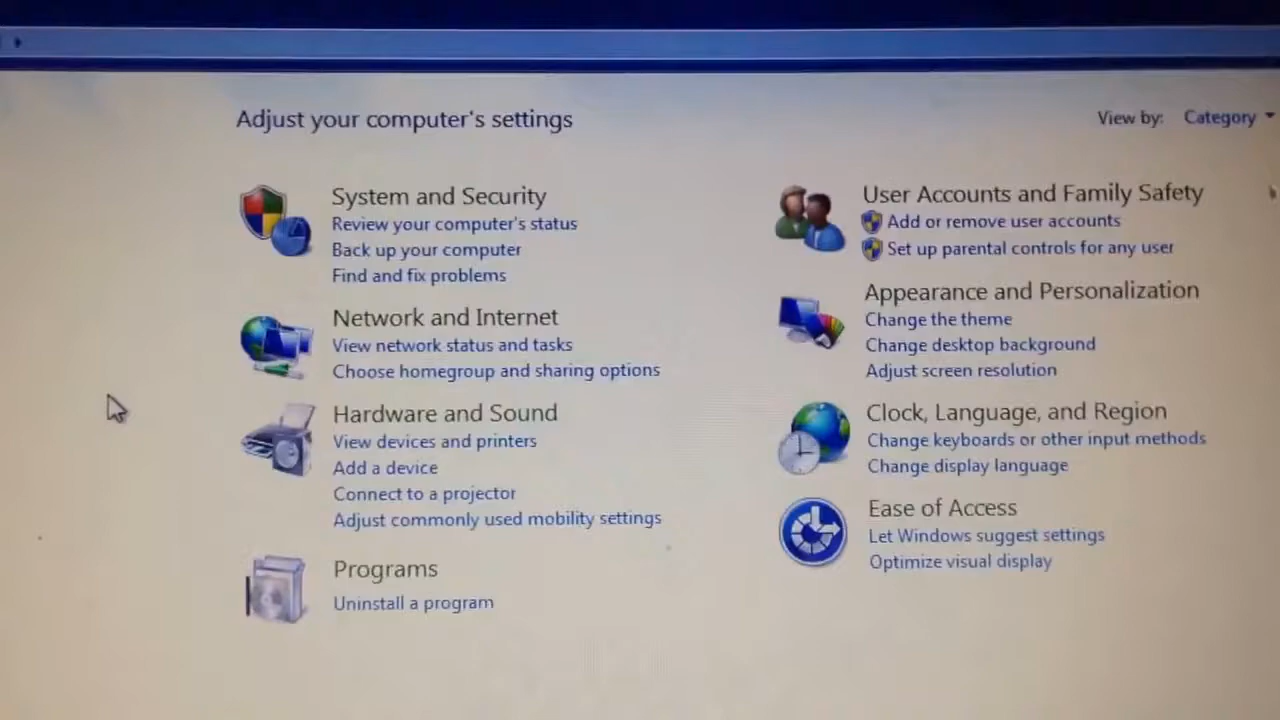 Adjust your computer's settings
View by: Category
System and Security
Review your computer's status
Back up your computer
Find and fix problems
Network and Internet
View network status and tasks
Choose homegroup and sharing options
Hardware and Sound
View devices and printers
Add a device
Connect to a projector
Adjust commonly used mobility settings
Programs
Uninstall a program
User Accounts and Family Safety
Add or remove user accounts
Set up parental controls for any user
Appearance and Personalization
Change the theme
Change desktop background
Adjust screen resolution
Clock, Language, and Region
Change keyboards or other input methods
Change display language
Ease of Access
Let Windows suggest settings
Optimize visual display